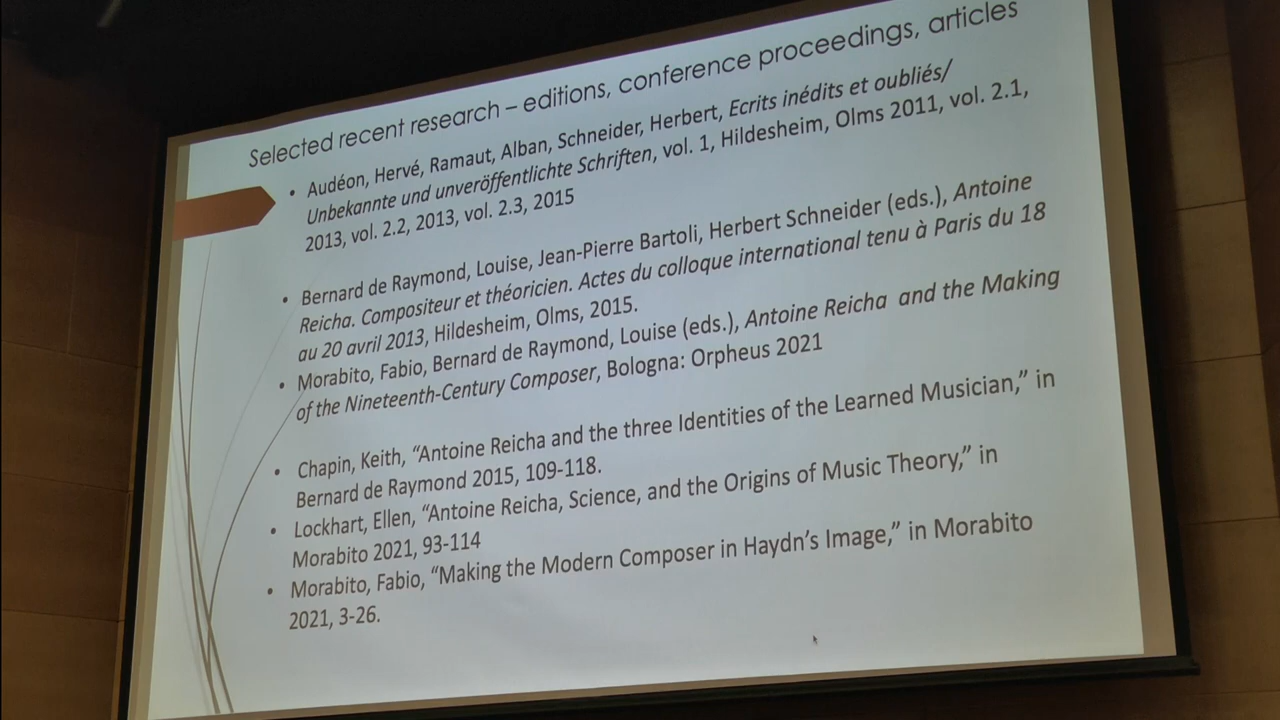 Selected recent research – editions, conference proceedings, articles
• Audéon, Hervé, Ramaut, Alban, Schneider, Herbert, Ecrits inédits et oubliés/
Unbekannte und unveröffentlichte Schriften, vol. 1, Hildesheim, Olms 2011, vol. 2.1,
2013, vol. 2.2, 2013, vol. 2.3, 2015
• Bernard de Raymond, Louise, Jean-Pierre Bartoli, Herbert Schneider (eds.), Antoine
Reicha. Compositeur et théoricien. Actes du colloque international tenu à Paris du 18
au 20 avril 2013, Hildesheim, Olms, 2015.
• Morabito, Fabio, Bernard de Raymond, Louise (eds.), Antoine Reicha and the Making
of the Nineteenth-Century Composer, Bologna: Orpheus 2021
• Chapin, Keith, “Antoine Reicha and the three Identities of the Learned Musician,” in
Bernard de Raymond 2015, 109-118.
• Lockhart, Ellen, “Antoine Reicha, Science, and the Origins of Music Theory,” in
Morabito 2021, 93-114
• Morabito, Fabio, “Making the Modern Composer in Haydn’s Image,” in Morabito
2021, 3-26.